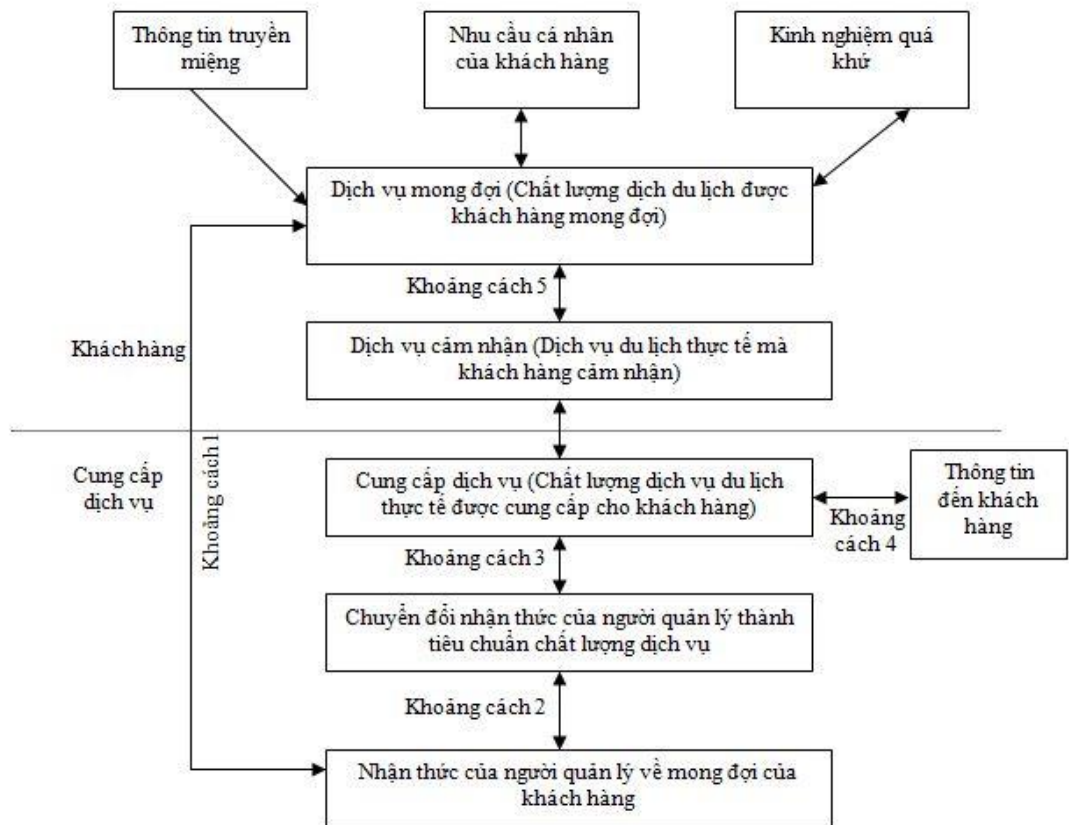 Thông tin truyền
miệng
Nhu cầu cá nhân
của khách hàng
Kinh nghiệm quá
khứ
Dịch vụ mong đợi (Chất lượng dịch du lịch được
khách hàng mong đợi)
Khoảng cách 5
Dịch vụ cảm nhận (Dịch vụ du lịch thực tế mà
khách hàng cảm nhận)
Khách hàng
Khoảng cách 1
Cung cấp
dịch vụ
Cung cấp dịch vụ (Chất lượng dịch vụ du lịch
thực tế được cung cấp cho khách hàng)
Khoảng
cách 4
Thông tin
đến khách
hàng
Khoảng cách 3
Chuyển đổi nhận thức của người quản lý thành
tiêu chuẩn chất lượng dịch vụ
Khoảng cách 2
Nhận thức của người quản lý về mong đợi của
khách hàng